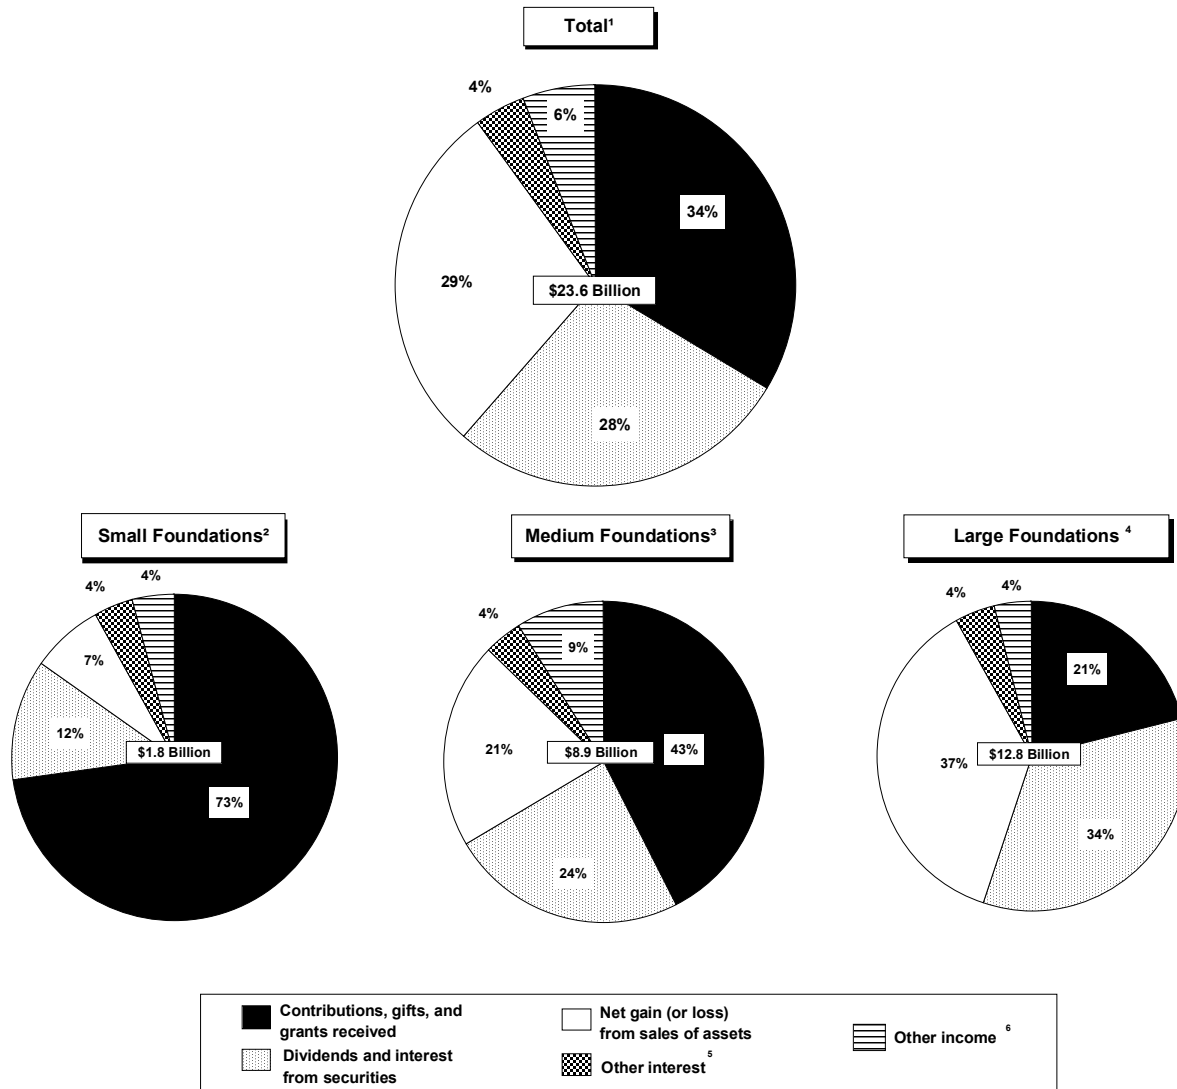 Total¹
4%
6%
34%
29%
$23.6 Billion
28%
Small Foundations²
4%
4%
7%
12%
$1.8 Billion
73%
Medium Foundations³
4%
9%
21%
$8.9 Billion
43%
24%
Large Foundations ⁴
4%
4%
21%
37%
$12.8 Billion
34%
Contributions, gifts, and
grants received
Dividends and interest
from securities
Net gain (or loss)
from sales of assets
Other interest ⁵
Other income ⁶